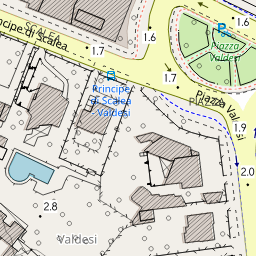 1.6
1.6
P
Piazza
Valdesi
SCALEA
ncipe di Scalea
1.7
1.7
Principe
di Scalea
Valdesi
Piazza Valdesi
1.9
2.0
2.8
Valdesi